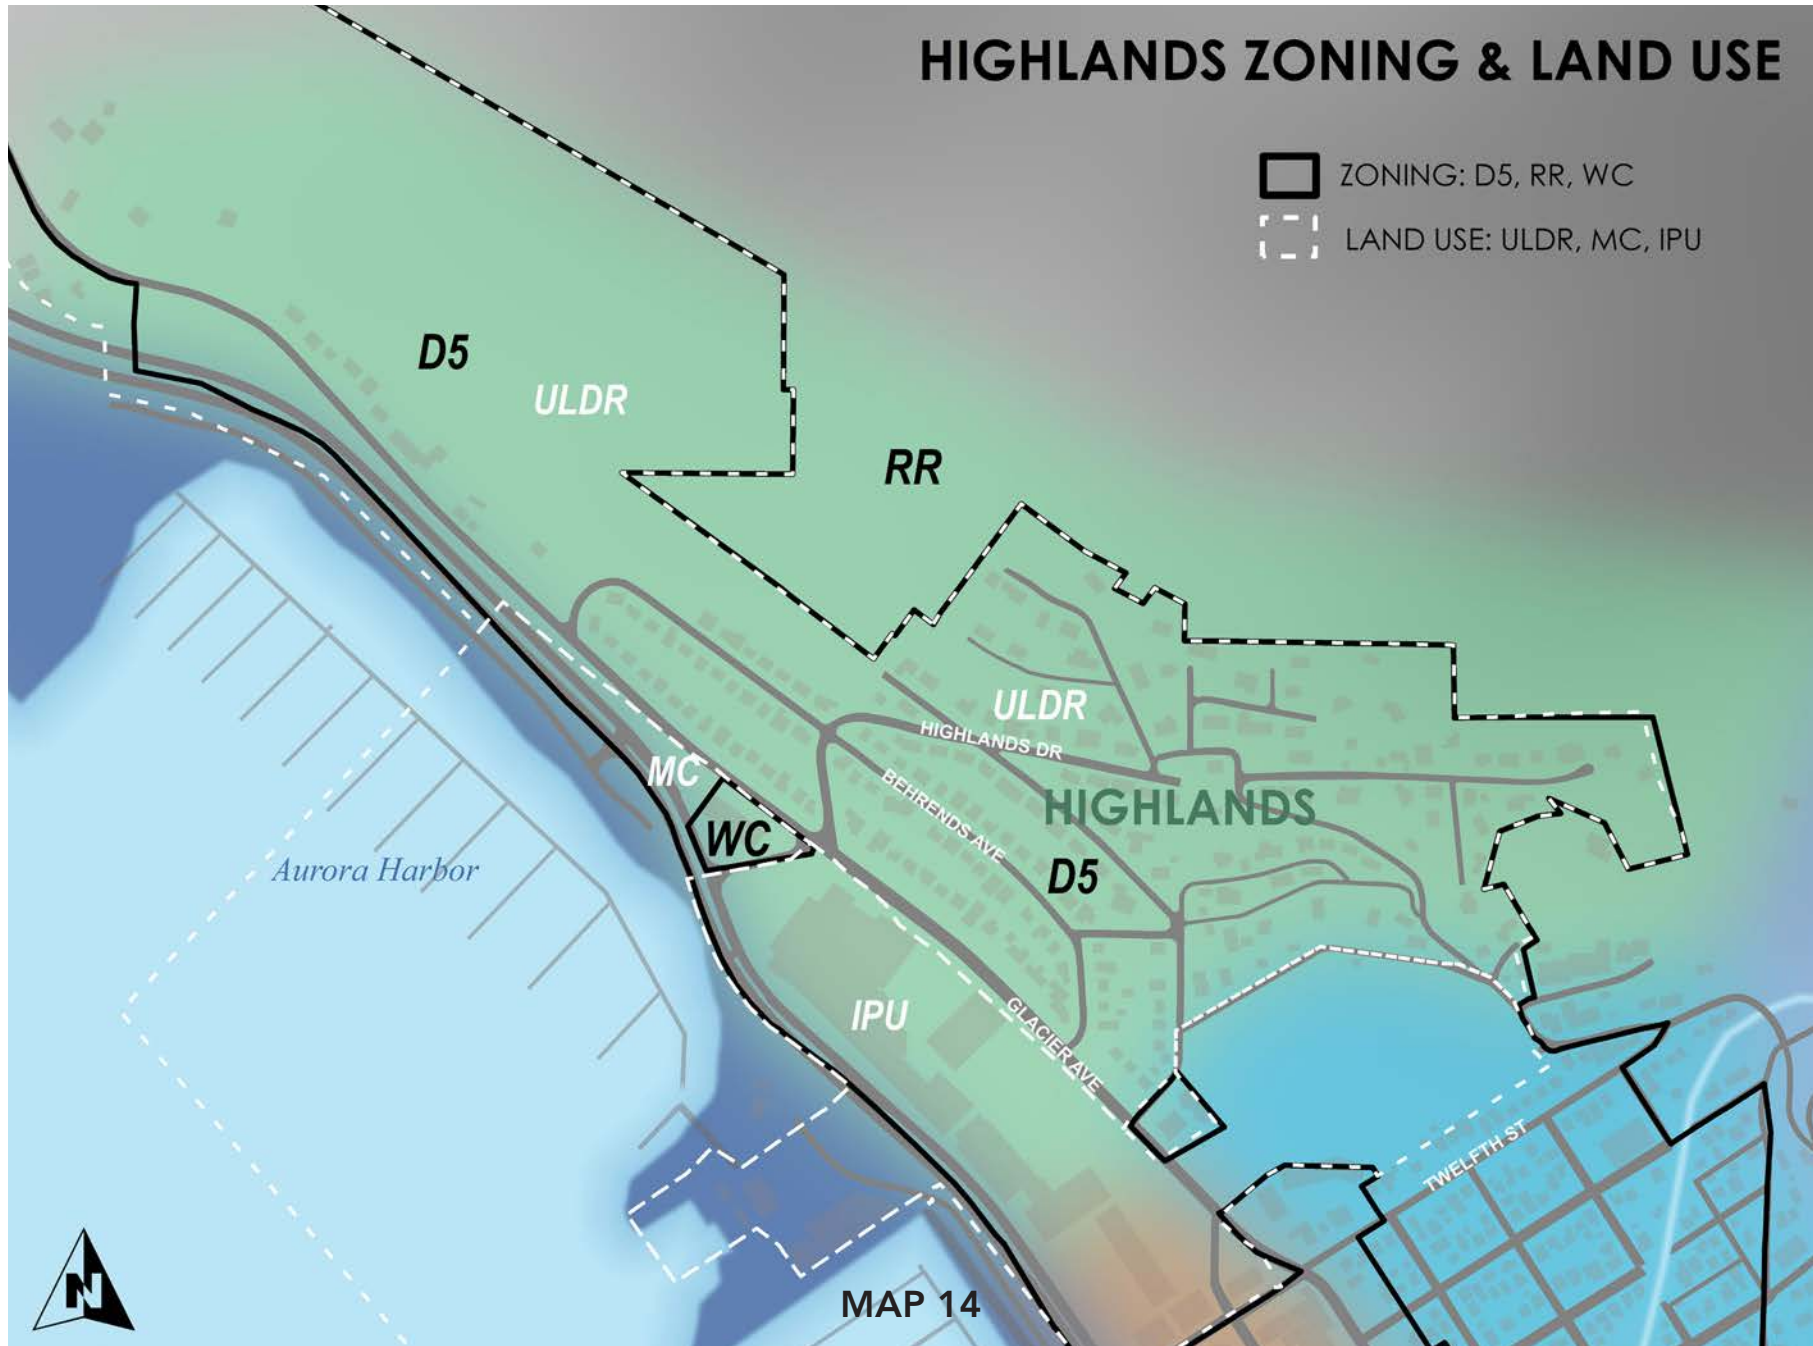 HIGHLANDS ZONING & LAND USE
ZONING: D5, RR, WC
LAND USE: ULDR, MC, IPU
D5
ULDR
RR
ULDR
HIGHLANDS DR
MC
BEHRENDS AVE
HIGHLANDS
WC
D5
Aurora Harbor
IPU
GLACIER AVE
TWELFTH ST
N
MAP 14